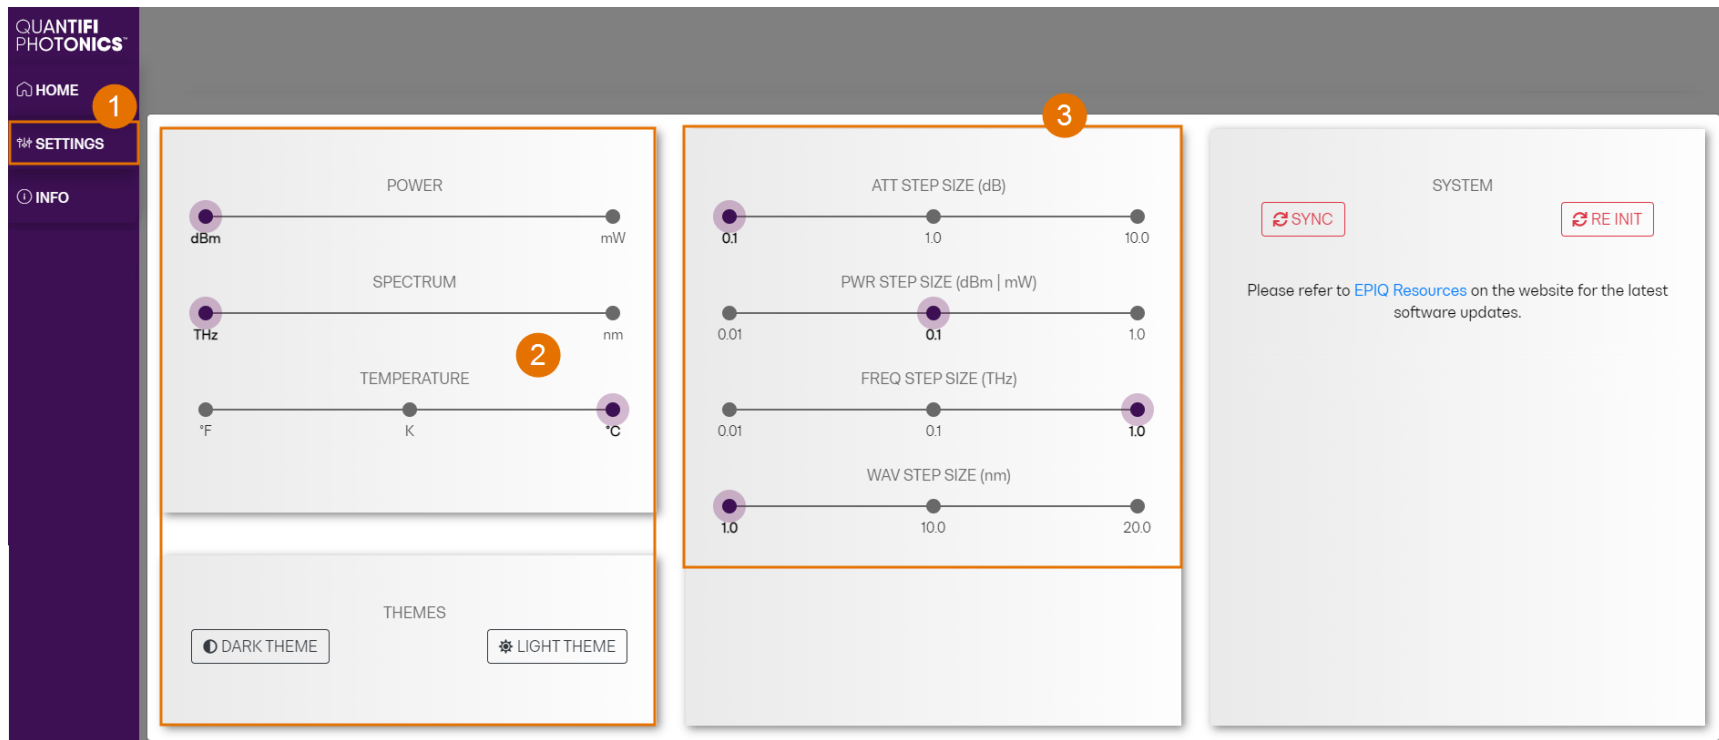 QUANTIFI
PHOTONICS™
HOME
1
SETTINGS
INFO
POWER
dBm mW
SPECTRUM
THz nm
2
TEMPERATURE
°F K °C
THEMES
DARK THEME LIGHT THEME
3
ATT STEP SIZE (dB)
0.1 1.0 10.0
PWR STEP SIZE (dBm | mW)
0.01 0.1 1.0
FREQ STEP SIZE (THz)
0.01 0.1 1.0
WAV STEP SIZE (nm)
1.0 10.0 20.0
SYSTEM
SYNC RE INIT
Please refer to EPIQ Resources on the website for the latest
software updates.